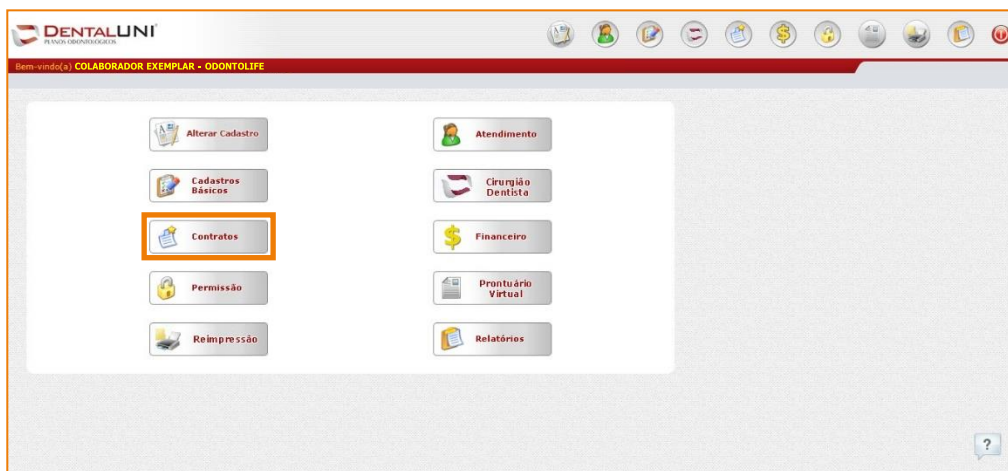 DENTALUNI
PLANOS ODONTOLÓGICOS
Bem-vindo(a) COLABORADOR EXEMPLAR - ODONTOLIFE
Alterar Cadastro
Atendimento
Cadastros
Básicos
Cirurgião
Dentista
Contratos
Financeiro
Permissão
Prontuário
Virtual
Reimpressão
Relatórios
?